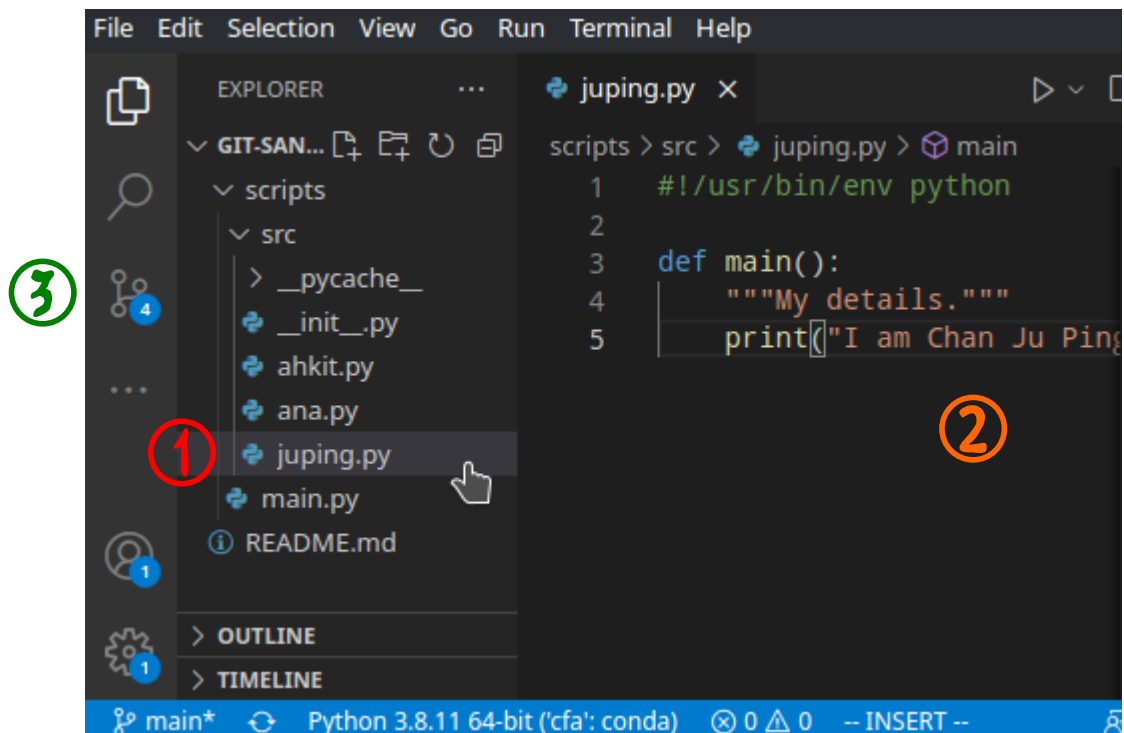 File Edit Selection View Go Run Terminal Help
EXPLORER ···
GIT-SAN...
scripts
src
__pycache__
__init__.py
ahkit.py
ana.py
juping.py
main.py
README.md
OUTLINE
TIMELINE
③
4
①
1
1
juping.py
scripts > src > juping.py > main
1 #!/usr/bin/env python
2
3 def main():
4 """My details."""
5 print("I am Chan Ju Ping
②
main* Python 3.8.11 64-bit ('cfa': conda) 0 0 -- INSERT --